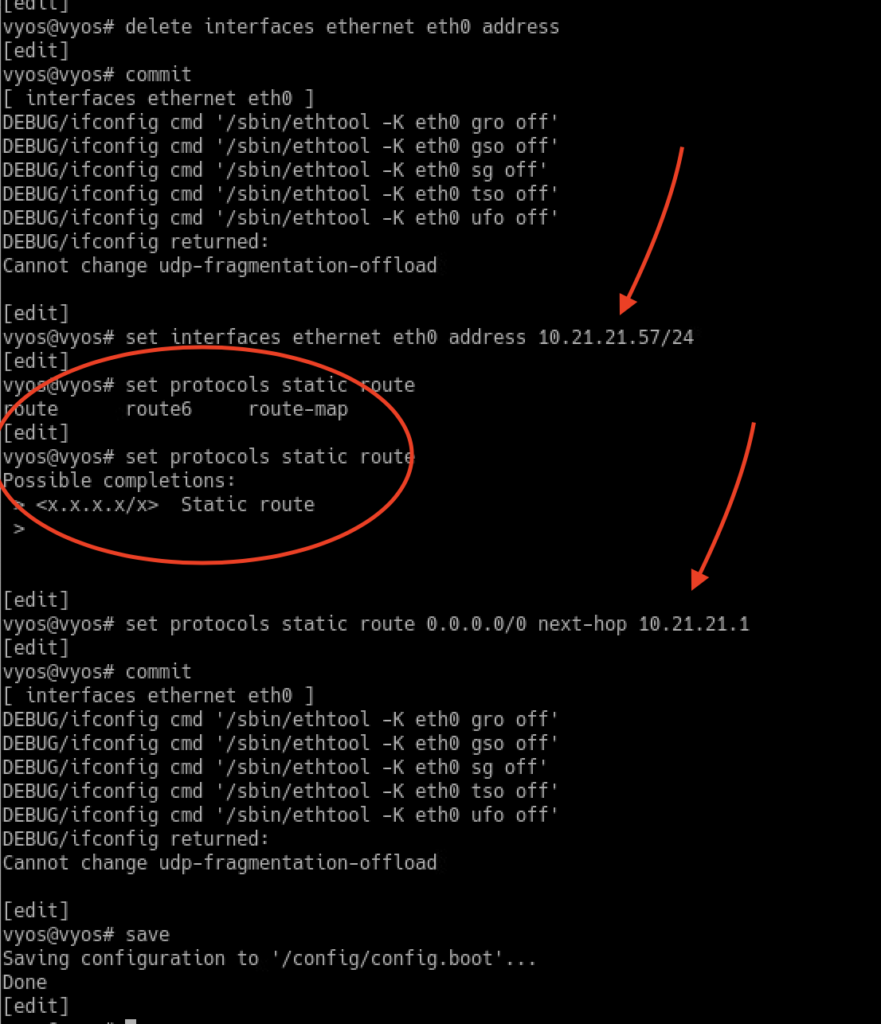 [edit]
vyos@vyos# delete interfaces ethernet eth0 address
[edit]
vyos@vyos# commit
[ interfaces ethernet eth0 ]
DEBUG/ifconfig cmd '/sbin/ethtool -K eth0 gro off'
DEBUG/ifconfig cmd '/sbin/ethtool -K eth0 gso off'
DEBUG/ifconfig cmd '/sbin/ethtool -K eth0 sg off'
DEBUG/ifconfig cmd '/sbin/ethtool -K eth0 tso off'
DEBUG/ifconfig cmd '/sbin/ethtool -K eth0 ufo off'
DEBUG/ifconfig returned:
Cannot change udp-fragmentation-offload
[edit]
vyos@vyos# set interfaces ethernet eth0 address 10.21.21.57/24
[edit]
vyos@vyos# set protocols static route
route      route6     route-map
[edit]
vyos@vyos# set protocols static route
Possible completions:
 > <x.x.x.x/x>  Static route
 >
[edit]
vyos@vyos# set protocols static route 0.0.0.0/0 next-hop 10.21.21.1
[edit]
vyos@vyos# commit
[ interfaces ethernet eth0 ]
DEBUG/ifconfig cmd '/sbin/ethtool -K eth0 gro off'
DEBUG/ifconfig cmd '/sbin/ethtool -K eth0 gso off'
DEBUG/ifconfig cmd '/sbin/ethtool -K eth0 sg off'
DEBUG/ifconfig cmd '/sbin/ethtool -K eth0 tso off'
DEBUG/ifconfig cmd '/sbin/ethtool -K eth0 ufo off'
DEBUG/ifconfig returned:
Cannot change udp-fragmentation-offload
[edit]
vyos@vyos# save
Saving configuration to '/config/config.boot'...
Done
[edit]